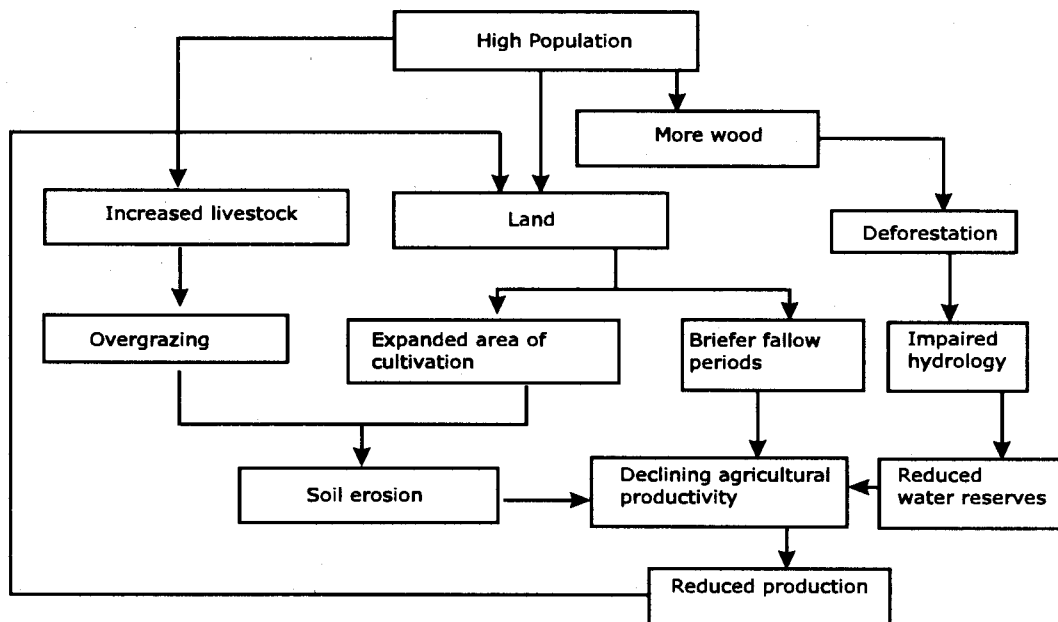 High Population
More wood
Increased livestock
Land
Deforestation
Overgrazing
Expanded area of
cultivation
Briefer fallow
periods
Impaired
hydrology
Soil erosion
Declining agricultural
productivity
Reduced
water reserves
Reduced production